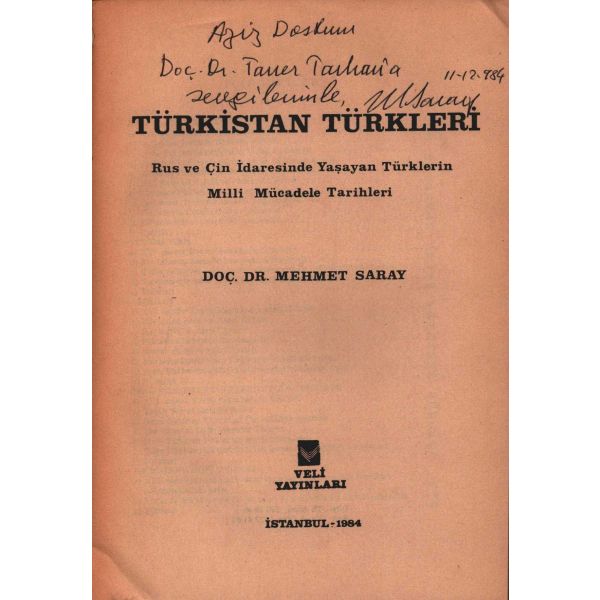 Aziz Dostum
Doç. Dr. Taner Tarhan'a 11-12-984
sevgilerimle, M Saray
TÜRKİSTAN TÜRKLERİ
Rus ve Çin İdaresinde Yaşayan Türklerin
Milli Mücadele Tarihleri
DOÇ. DR. MEHMET SARAY
VELİ
YAYINLARI
İSTANBUL-1984